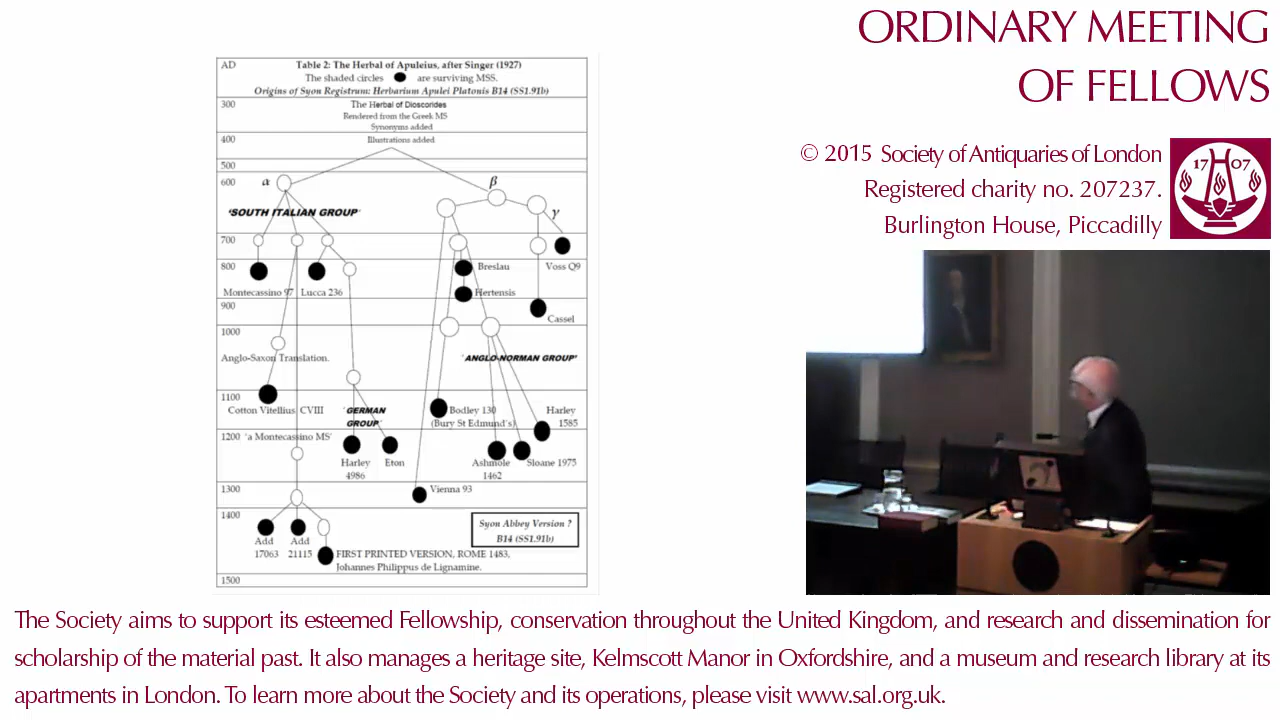 ORDINARY MEETING
OF FELLOWS
© 2015 Society of Antiquaries of London
Registered charity no. 207237.
Burlington House, Piccadilly
17 07
AD
Table 2: The Herbal of Apuleius, after Singer (1927)
The shaded circles are surviving MSS.
Origins of Syon Registrum: Herbarium Apulei Platonis B14 (SS1.91b)
300
The Herbal of Dioscorides
Rendered from the Greek MS
Synonyms added
400
Illustrations added
500
600
α
β
γ
'SOUTH ITALIAN GROUP'
700
800
Breslau
Voss Q9
Montecassino 97
Lucca 236
Hertensis
900
Cassel
1000
Anglo-Saxon Translation.
'ANGLO-NORMAN GROUP'
1100
Cotton Vitellius CVIII
'GERMAN
GROUP'
Bodley 130
(Bury St Edmund's)
Harley
1585
1200
'a Montecassino MS'
Harley
4986
Eton
Ashmole
1462
Sloane 1975
1300
Vienna 93
1400
Syon Abbey Version ?
B14 (SS1.91b)
Add
17063
Add
21115
FIRST PRINTED VERSION, ROME 1483,
Johannes Philippus de Lignamine.
1500
The Society aims to support its esteemed Fellowship, conservation throughout the United Kingdom, and research and dissemination for
scholarship of the material past. It also manages a heritage site, Kelmscott Manor in Oxfordshire, and a museum and research library at its
apartments in London. To learn more about the Society and its operations, please visit www.sal.org.uk.